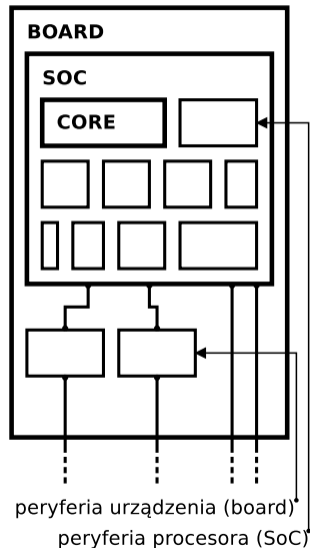 BOARD
SOC
CORE
peryferia urządzenia (board)
peryferia procesora (SoC)